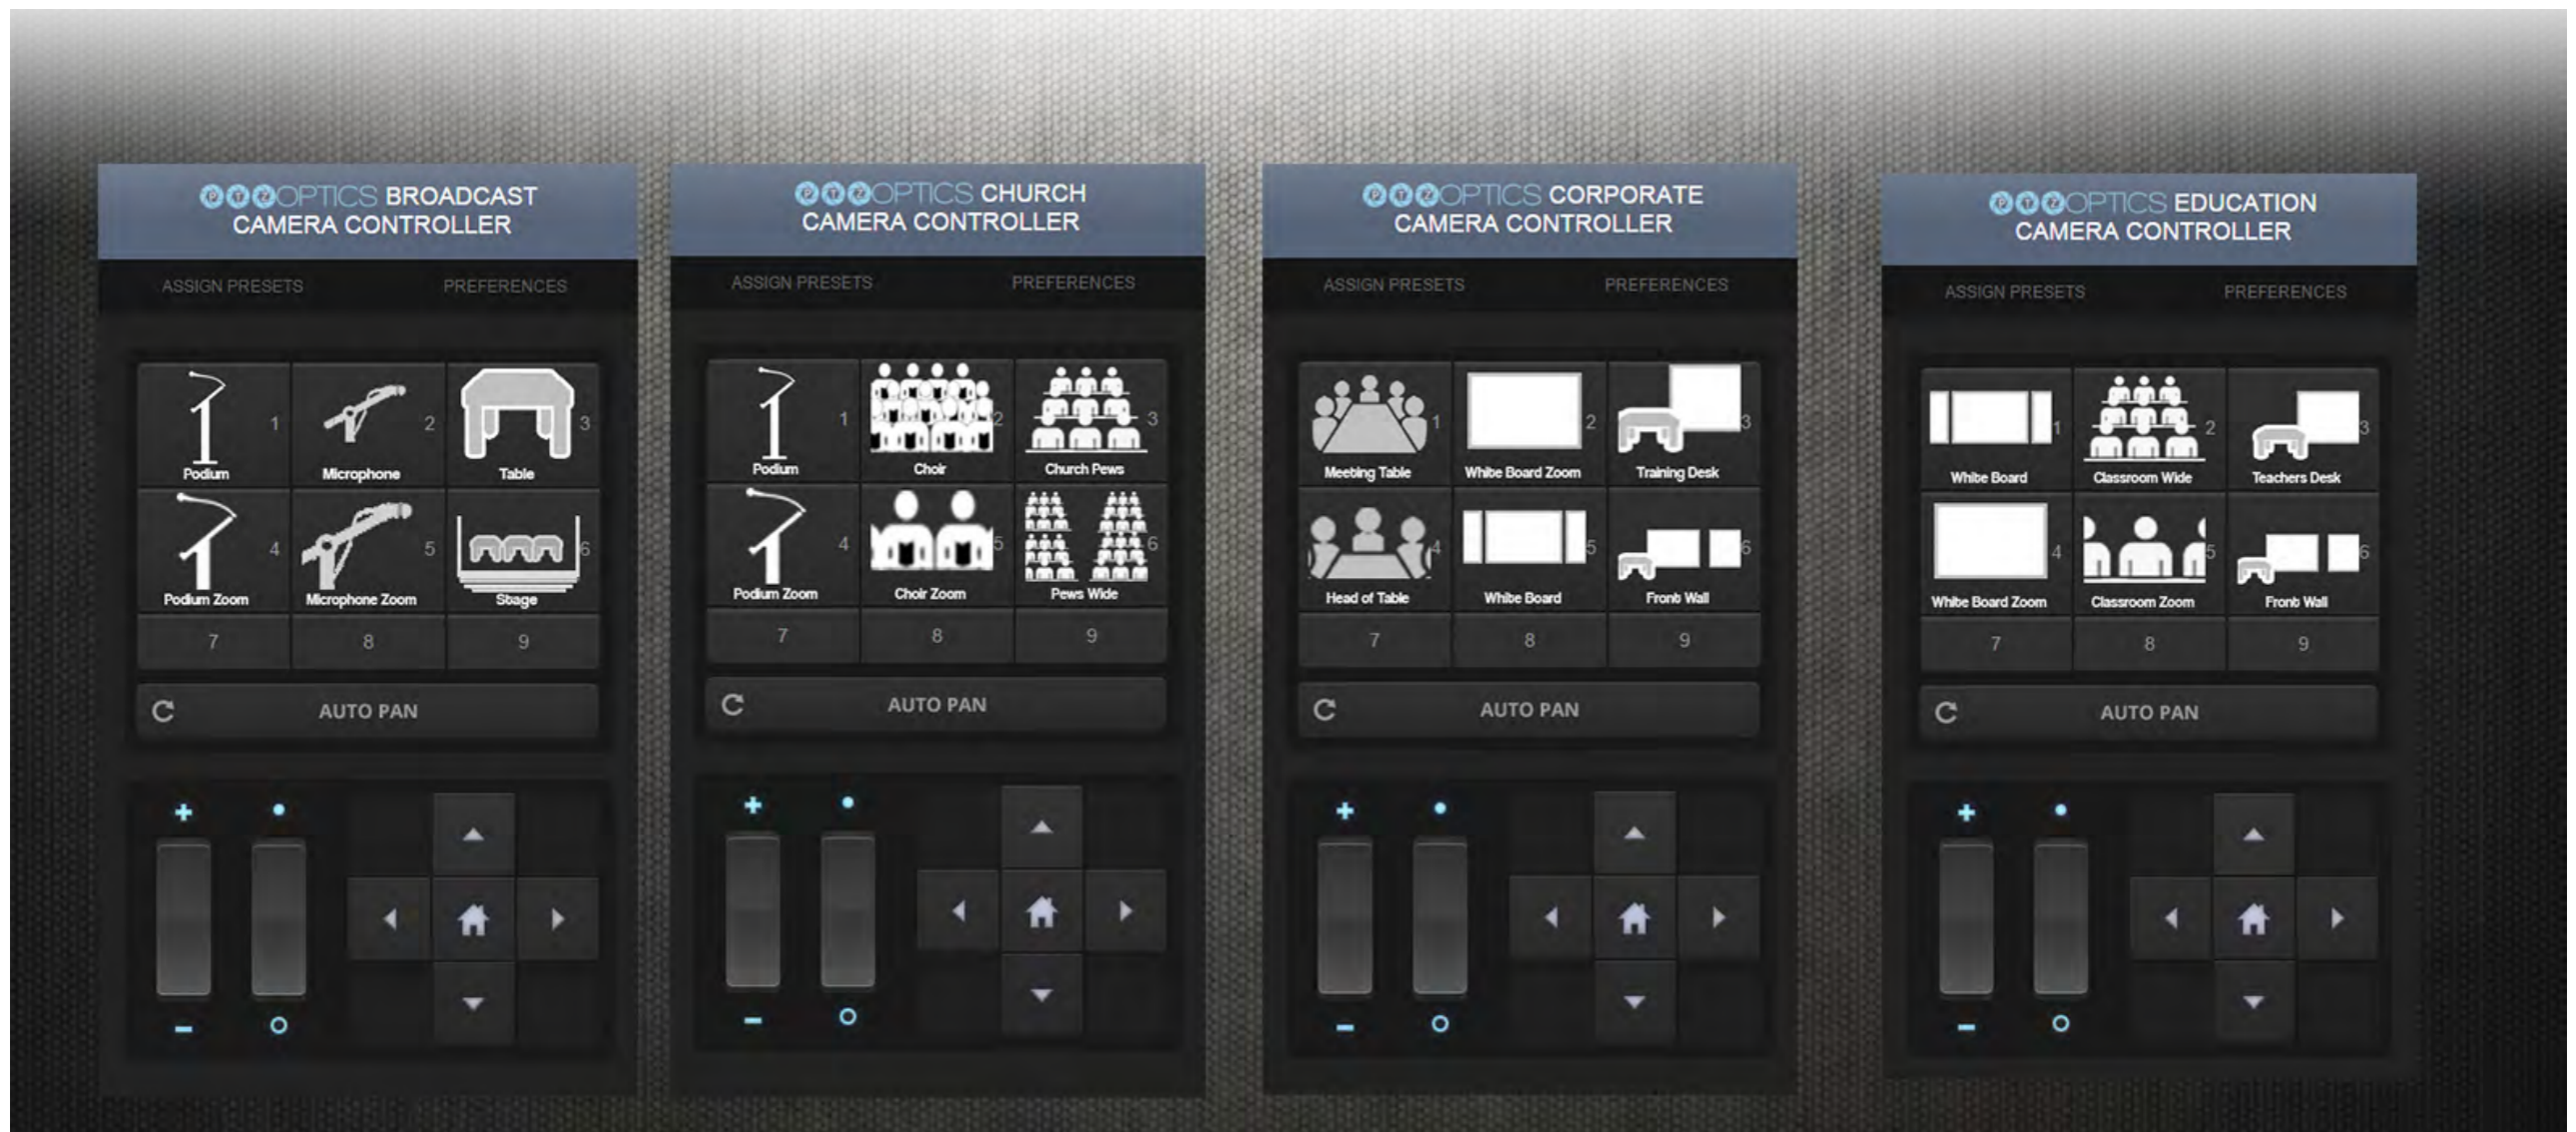 PTZOPTICS BROADCAST
CAMERA CONTROLLER
ASSIGN PRESETS PREFERENCES
1 2 3
Podium Microphone Table
4 5 6
Podium Zoom Microphone Zoom Stage
7 8 9
AUTO PAN
PTZOPTICS CHURCH
CAMERA CONTROLLER
ASSIGN PRESETS PREFERENCES
1 2 3
Podium Choir Church Pews
4 5 6
Podium Zoom Choir Zoom Pews Wide
7 8 9
AUTO PAN
PTZOPTICS CORPORATE
CAMERA CONTROLLER
ASSIGN PRESETS PREFERENCES
1 2 3
Meeting Table White Board Zoom Training Desk
4 5 6
Head of Table White Board Front Wall
7 8 9
AUTO PAN
PTZOPTICS EDUCATION
CAMERA CONTROLLER
ASSIGN PRESETS PREFERENCES
1 2 3
White Board Classroom Wide Teachers Desk
4 5 6
White Board Zoom Classroom Zoom Front Wall
7 8 9
AUTO PAN